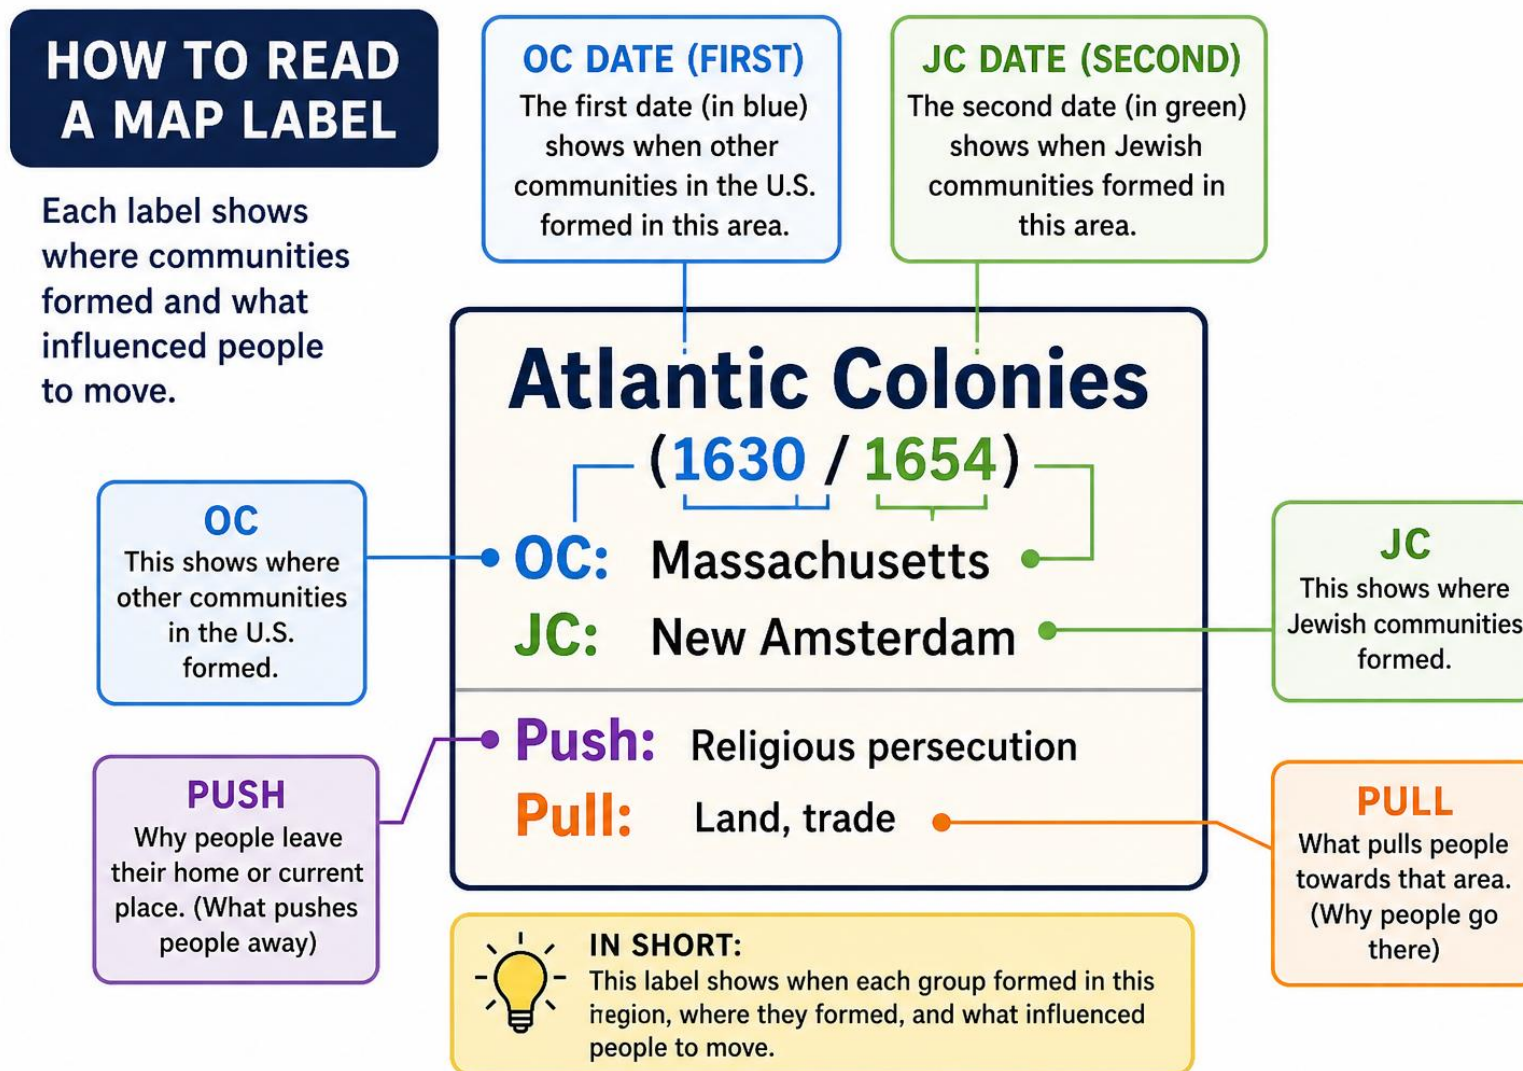 HOW TO READ
A MAP LABEL
Each label shows
where communities
formed and what
influenced people
to move.
OC DATE (FIRST)
The first date (in blue)
shows when other
communities in the U.S.
formed in this area.
JC DATE (SECOND)
The second date (in green)
shows when Jewish
communities formed in
this area.
Atlantic Colonies
(1630 / 1654)
OC: Massachusetts
JC: New Amsterdam
Push: Religious persecution
Pull: Land, trade
OC
This shows where
other communities
in the U.S.
formed.
JC
This shows where
Jewish communities
formed.
PUSH
Why people leave
their home or current
place. (What pushes
people away)
PULL
What pulls people
towards that area.
(Why people go
there)
IN SHORT:
This label shows when each group formed in this
iregion, where they formed, and what influenced
people to move.